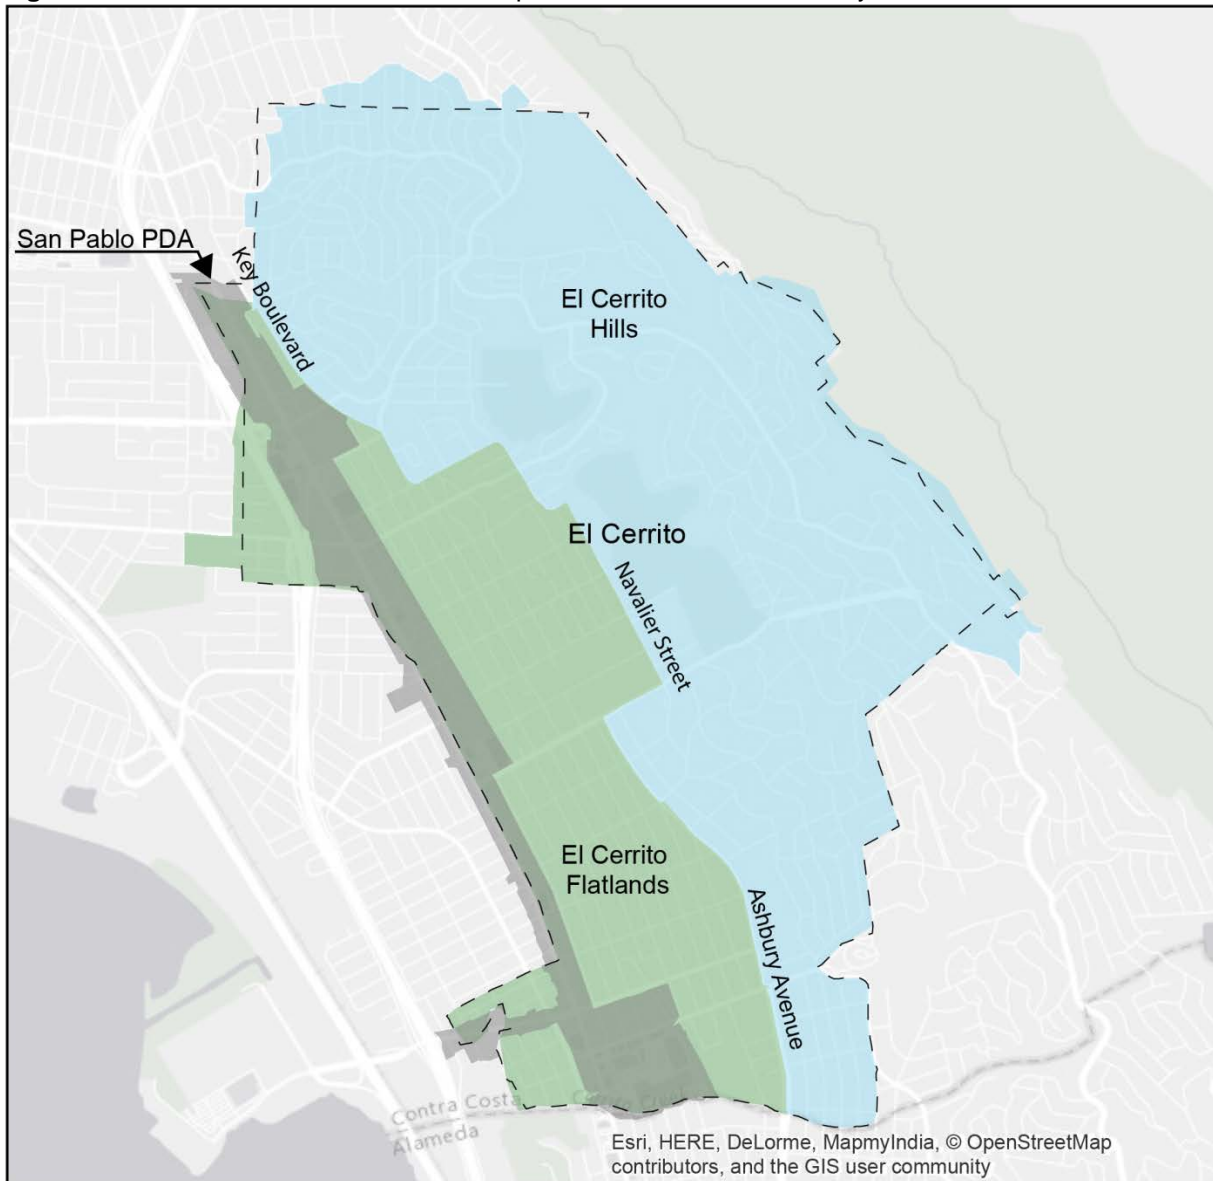 San Pablo PDA
Key Boulevard
El Cerrito
Hills
El Cerrito
Navalier Street
El Cerrito
Flatlands
Ashbury Avenue
Contra Costa
Alameda
Esri, HERE, DeLorme, MapmyIndia, © OpenStreetMap
contributors, and the GIS user community